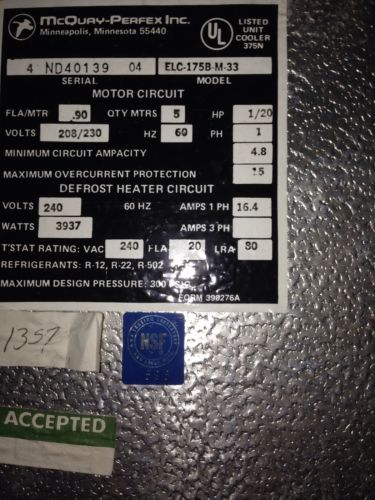 McQuay-Perfex Inc.
Minneapolis, Minnesota 55440
UL
LISTED
UNIT
COOLER
375N
4 ND40139 04 ELC-175B-M-33
SERIAL MODEL
MOTOR CIRCUIT
FLA/MTR .90 QTY MTRS 5 HP 1/20
VOLTS 208/230 HZ 60 PH 1
MINIMUM CIRCUIT AMPACITY 4.8
MAXIMUM OVERCURRENT PROTECTION 15
DEFROST HEATER CIRCUIT
VOLTS 240 60 HZ AMPS 1 PH 16.4
WATTS 3937 AMPS 3 PH
T'STAT RATING: VAC 240 FLA 20 LRA 80
REFRIGERANTS: R-12, R-22, R-502
MAXIMUM DESIGN PRESSURE: 300 PSIG
FORM 398276A
1357
NSF
ACCEPTED